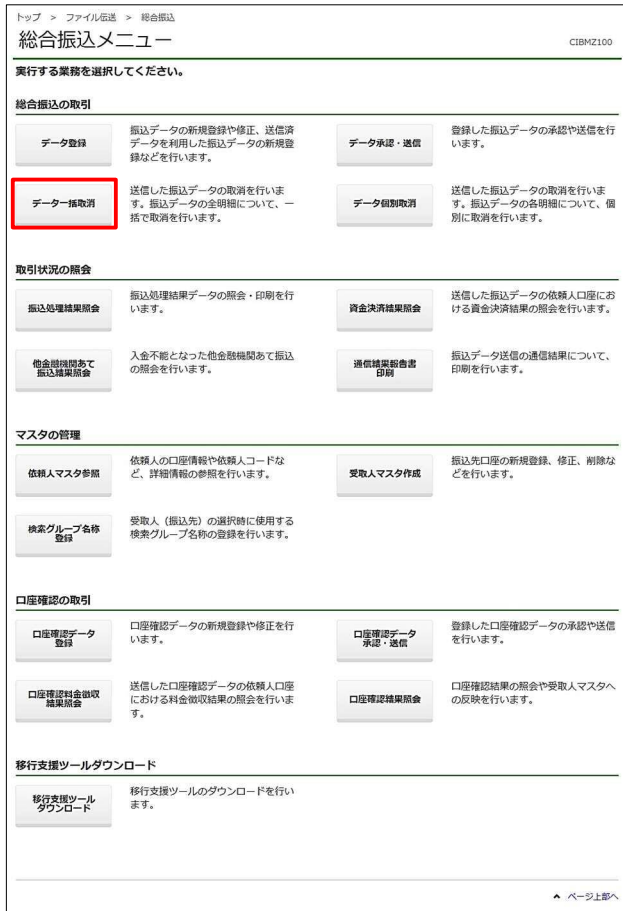 トップ > ファイル伝送 > 総合振込
総合振込メニュー
CIBMZ100
実行する業務を選択してください。
総合振込の取引
データ登録
振込データの新規登録や修正、送信済
データを利用した振込データの新規登
録などを行います。
データ承認・送信
登録した振込データの承認や送信を行
います。
データ一括取消
送信した振込データの取消を行いま
す。振込データの全明細について、一
括で取消を行います。
データ個別取消
送信した振込データの取消を行いま
す。振込データの各明細について、個
別に取消を行います。
取引状況の照会
振込処理結果照会
振込処理結果データの照会・印刷を行
います。
資金決済結果照会
送信した振込データの依頼人口座にお
ける資金決済結果の照会を行います。
他金融機関あて
振込結果照会
入金不能となった他金融機関あて振込
の照会を行います。
通信結果報告書
印刷
振込データ送信の通信結果について、
印刷を行います。
マスタの管理
依頼人マスタ参照
依頼人の口座情報や依頼人コードな
ど、詳細情報の参照を行います。
受取人マスタ作成
振込先口座の新規登録、修正、削除な
どを行います。
検索グループ名称
登録
受取人（振込先）の選択時に使用する
検索グループ名称の登録を行います。
口座確認の取引
口座確認データ
登録
口座確認データの新規登録や修正を行
います。
口座確認データ
承認・送信
登録した口座確認データの承認や送信
を行います。
口座確認料金徴収
結果照会
送信した口座確認データの依頼人口座
における料金徴収結果の照会を行いま
す。
口座確認結果照会
口座確認結果の照会や受取人マスタへ
の反映を行います。
移行支援ツールダウンロード
移行支援ツール
ダウンロード
移行支援ツールのダウンロードを行い
ます。
ページ上部へ